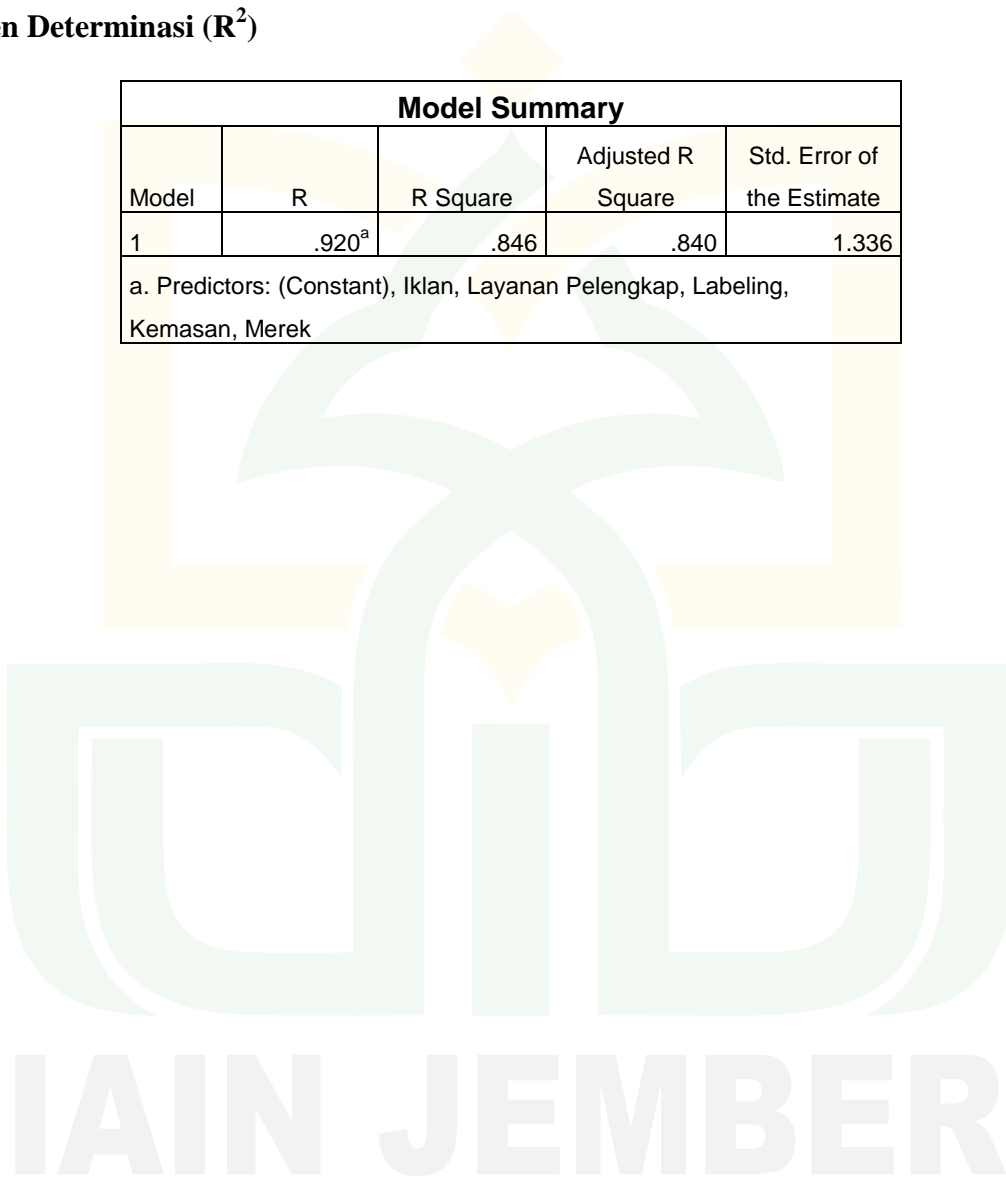 en Determinasi (R²)
Model Summary
Model R R Square Adjusted R Square Std. Error of the Estimate
1 .920ᵃ .846 .840 1.336
a. Predictors: (Constant), Iklan, Layanan Pelengkap, Labeling,
Kemasan, Merek
IAIN JEMBER